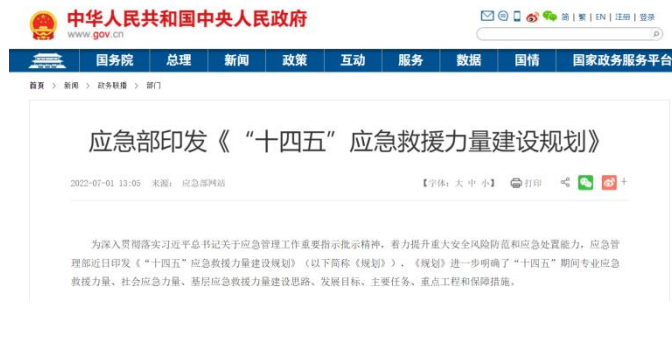 中华人民共和国中央人民政府
www.gov.cn
简 | 繁 | EN | 注册 | 登录
国务院 总理 新闻 政策 互动 服务 数据 国情 国家政务服务平台
首页 > 新闻 > 政务联播 > 部门
应急部印发《“十四五”应急救援力量建设规划》
2022-07-01 13:05 来源： 应急部网站 【字体：大 中 小】 打印 +
为深入贯彻落实习近平总书记关于应急管理工作重要指示批示精神，着力提升重大安全风险防范和应急处置能力，应急管
理部近日印发《“十四五”应急救援力量建设规划》（以下简称《规划》），《规划》进一步明确了“十四五”期间专业应急
救援力量、社会应急力量、基层应急救援力量建设思路、发展目标、主要任务、重点工程和保障措施。